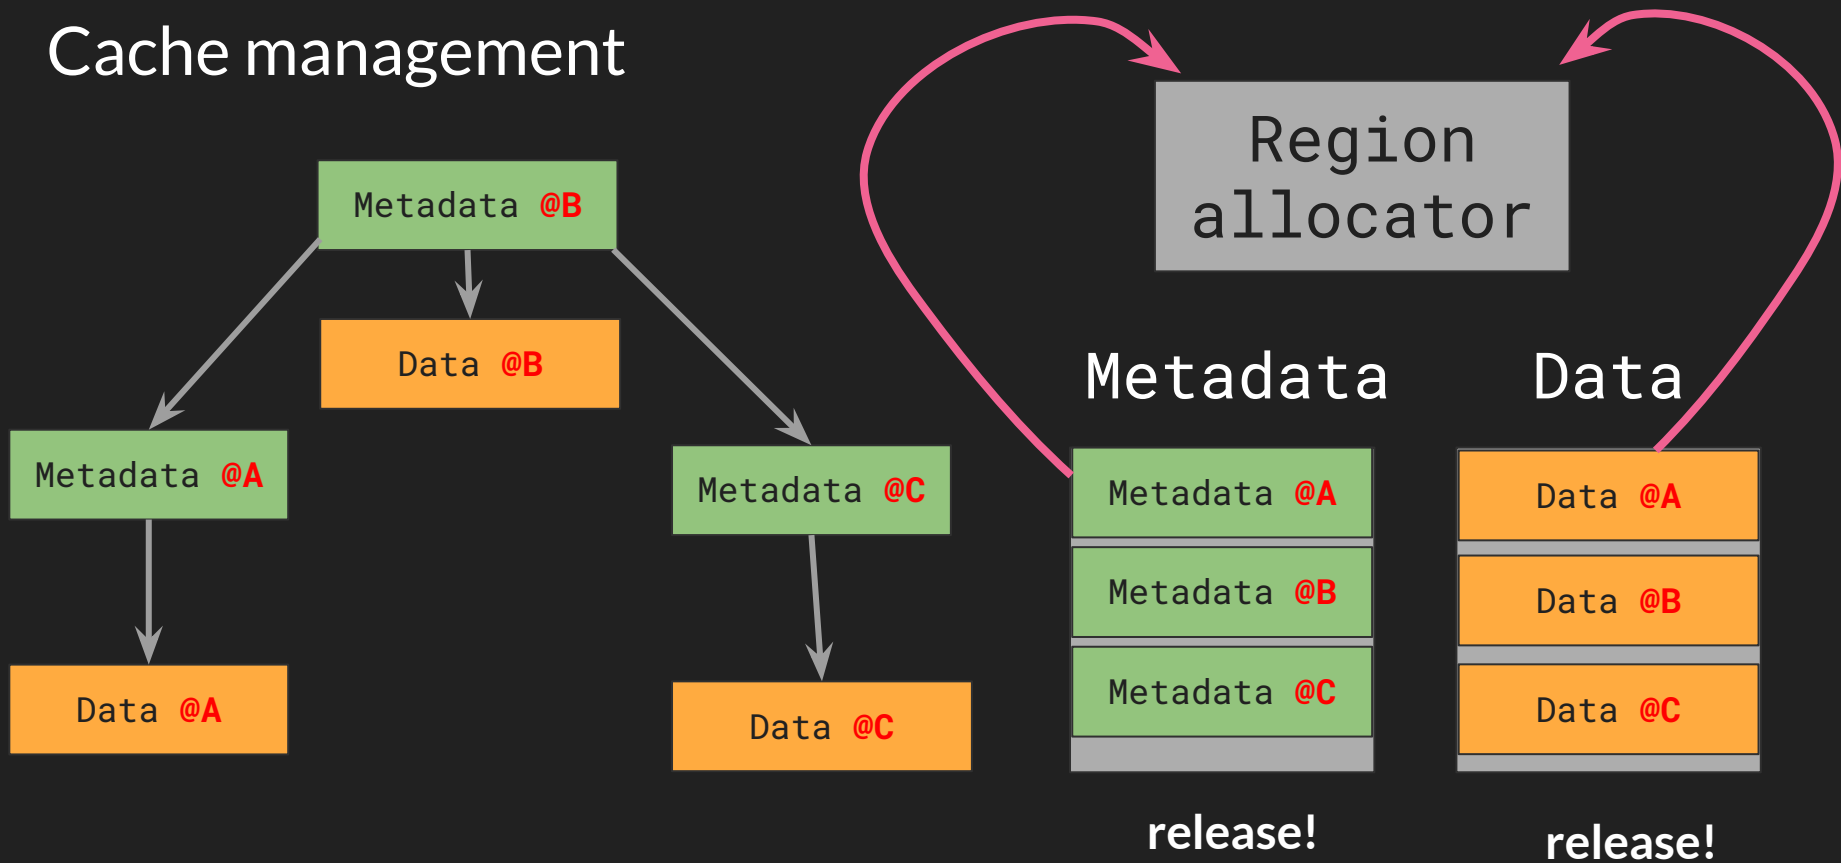 Cache management
Metadata @B
Data @B
Metadata @A
Metadata @C
Data @A
Data @C
Region
allocator
Metadata
Data
Metadata @A
Metadata @B
Metadata @C
Data @A
Data @B
Data @C
release!
release!